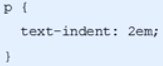 p {
  text-indent: 2em;
}